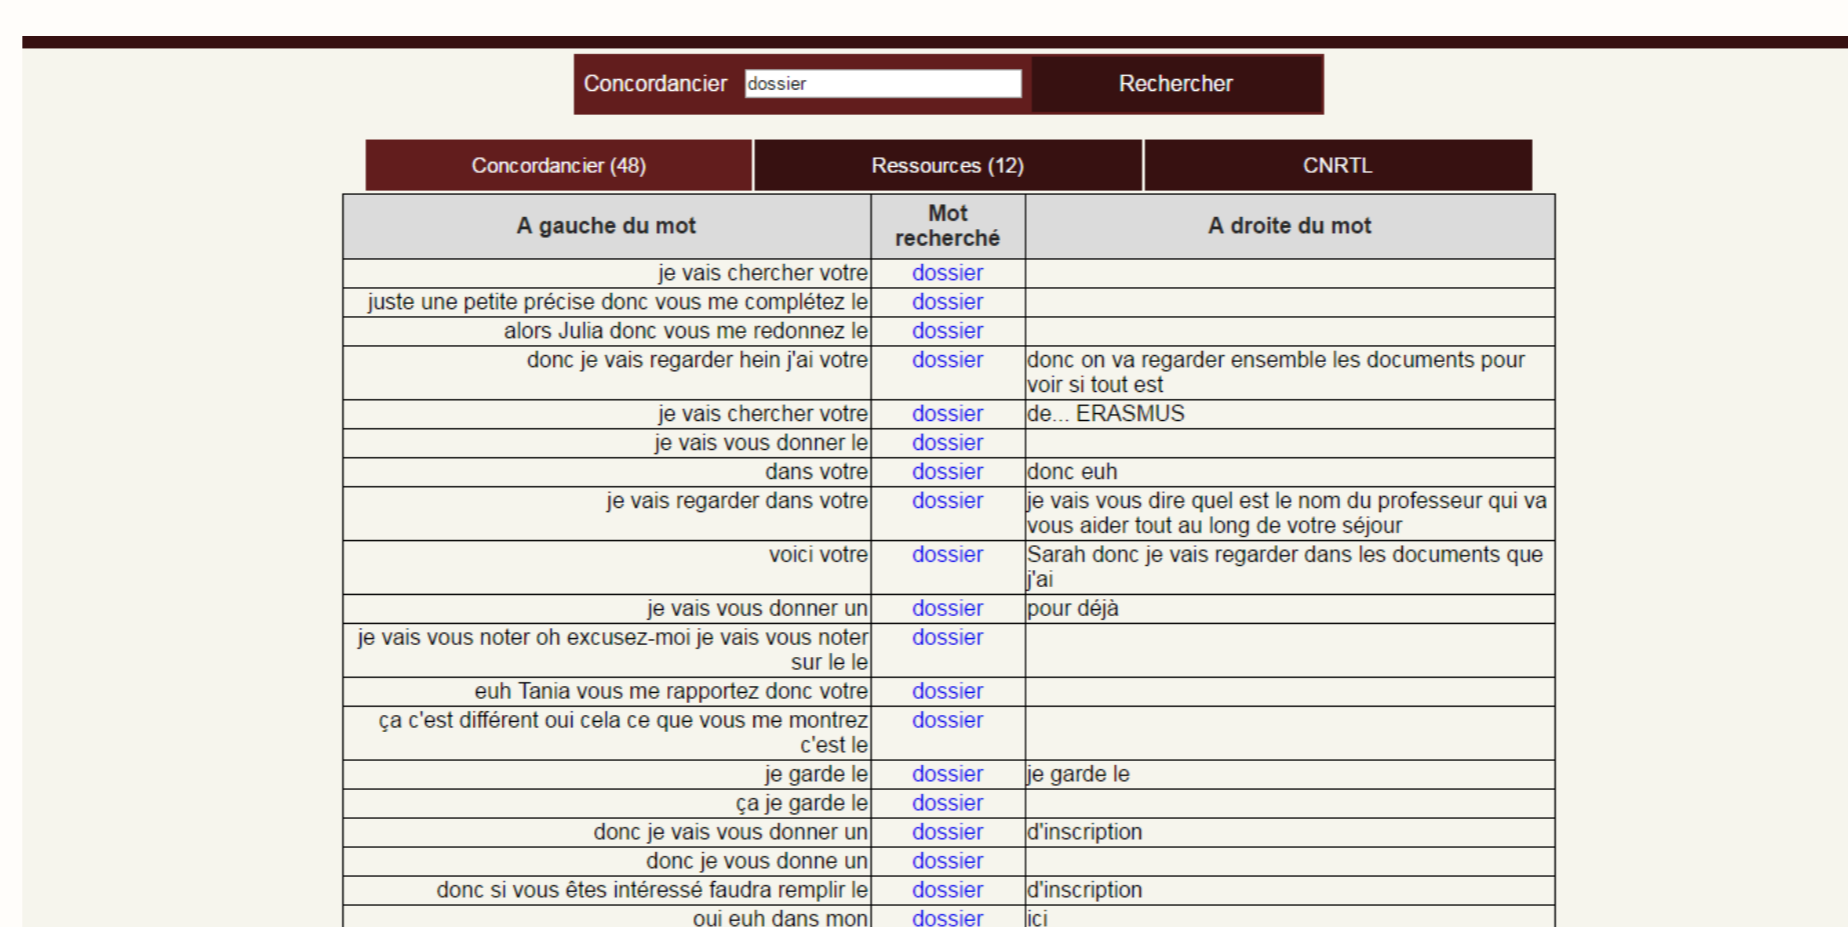 Concordancier dossier Rechercher
Concordancier (48) Ressources (12) CNRTL
A gauche du mot Mot recherché A droite du mot
je vais chercher votre dossier
juste une petite précise donc vous me complétez le dossier
alors Julia donc vous me redonnez le dossier
donc je vais regarder hein j'ai votre dossier donc on va regarder ensemble les documents pour
voir si tout est
je vais chercher votre dossier de... ERASMUS
je vais vous donner le dossier
dans votre dossier donc euh
je vais regarder dans votre dossier je vais vous dire quel est le nom du professeur qui va
vous aider tout au long de votre séjour
voici votre dossier Sarah donc je vais regarder dans les documents que
j'ai
je vais vous donner un dossier pour déjà
je vais vous noter oh excusez-moi je vais vous noter dossier
sur le le
euh Tania vous me rapportez donc votre dossier
ça c'est différent oui cela ce que vous me montrez dossier
c'est le
je garde le dossier je garde le
ça je garde le dossier
donc je vais vous donner un dossier d'inscription
donc je vous donne un dossier
donc si vous êtes intéressé faudra remplir le dossier d'inscription
oui euh dans mon dossier ici